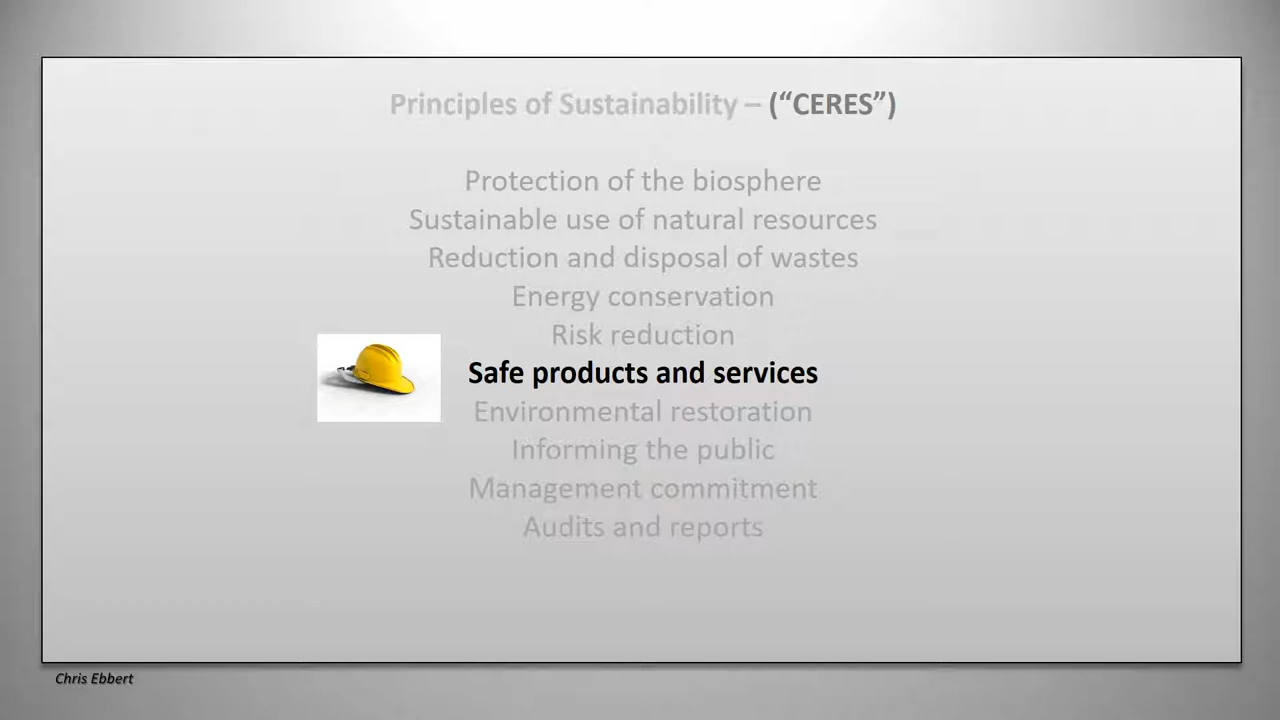 Principles of Sustainability – (“CERES”)
Protection of the biosphere
Sustainable use of natural resources
Reduction and disposal of wastes
Energy conservation
Risk reduction
Safe products and services
Environmental restoration
Informing the public
Management commitment
Audits and reports
Chris Ebbert